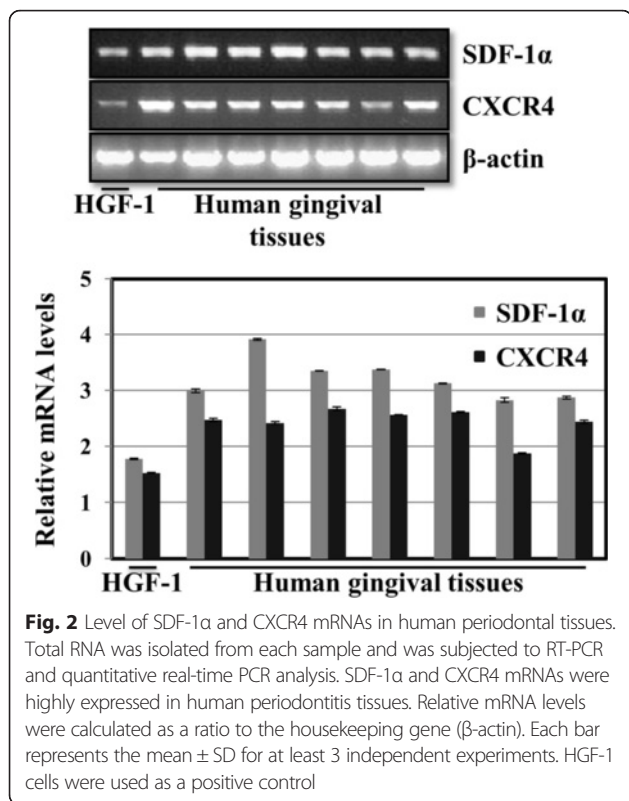 SDF-1α
CXCR4
β-actin
HGF-1 Human gingival
tissues
5
4
3
2
1
0
Relative mRNA levels
SDF-1α
CXCR4
HGF-1 Human gingival tissues
Fig. 2 Level of SDF-1α and CXCR4 mRNAs in human periodontal tissues.
Total RNA was isolated from each sample and was subjected to RT-PCR
and quantitative real-time PCR analysis. SDF-1α and CXCR4 mRNAs were
highly expressed in human periodontitis tissues. Relative mRNA levels
were calculated as a ratio to the housekeeping gene (β-actin). Each bar
represents the mean ± SD for at least 3 independent experiments. HGF-1
cells were used as a positive control